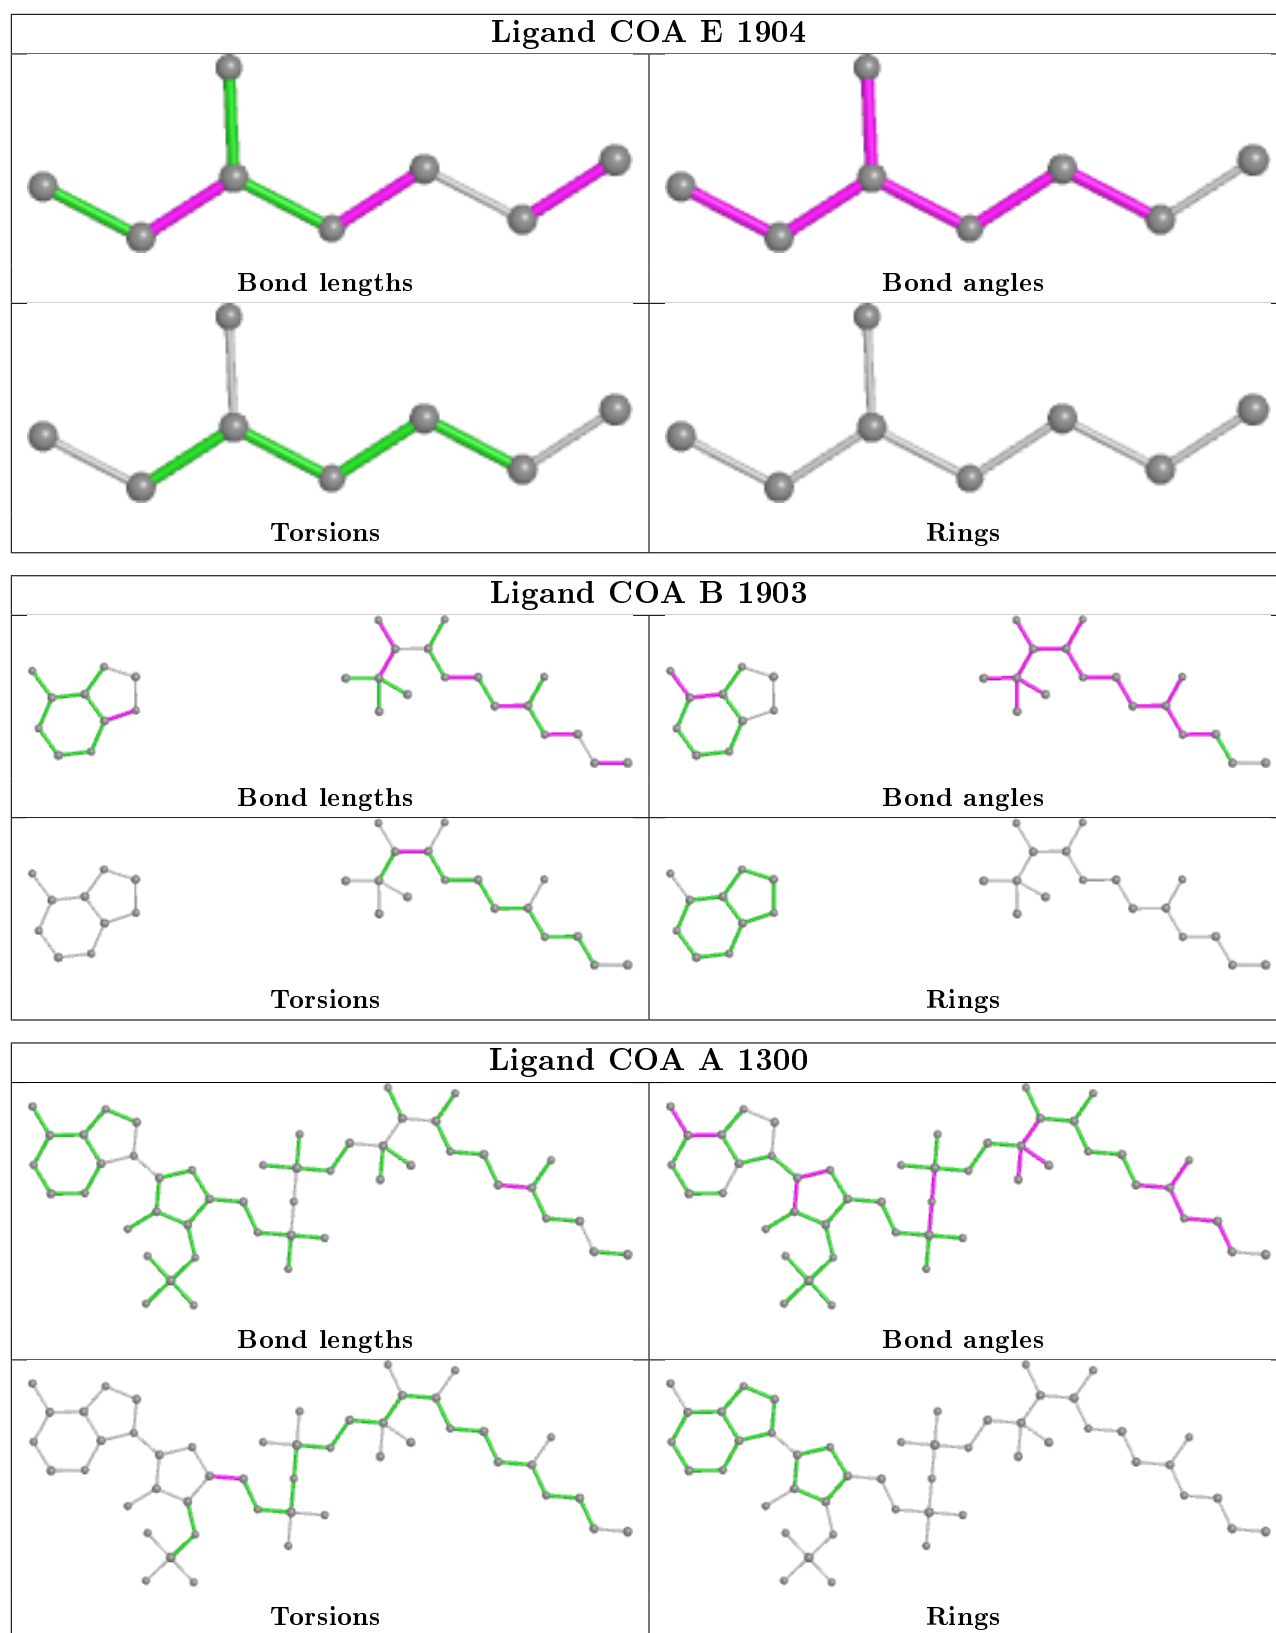 Ligand COA E 1904
Bond lengths
Bond angles
Torsions
Rings
Ligand COA B 1903
Bond lengths
Bond angles
Torsions
Rings
Ligand COA A 1300
Bond lengths
Bond angles
Torsions
Rings